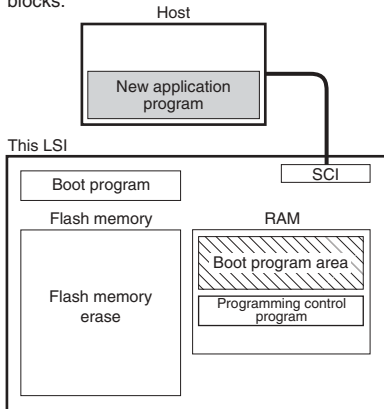 blocks.
Host
New application
program
This LSI
SCI
Boot program
Flash memory
RAM
Flash memory
erase
Boot program area
Programming control
program